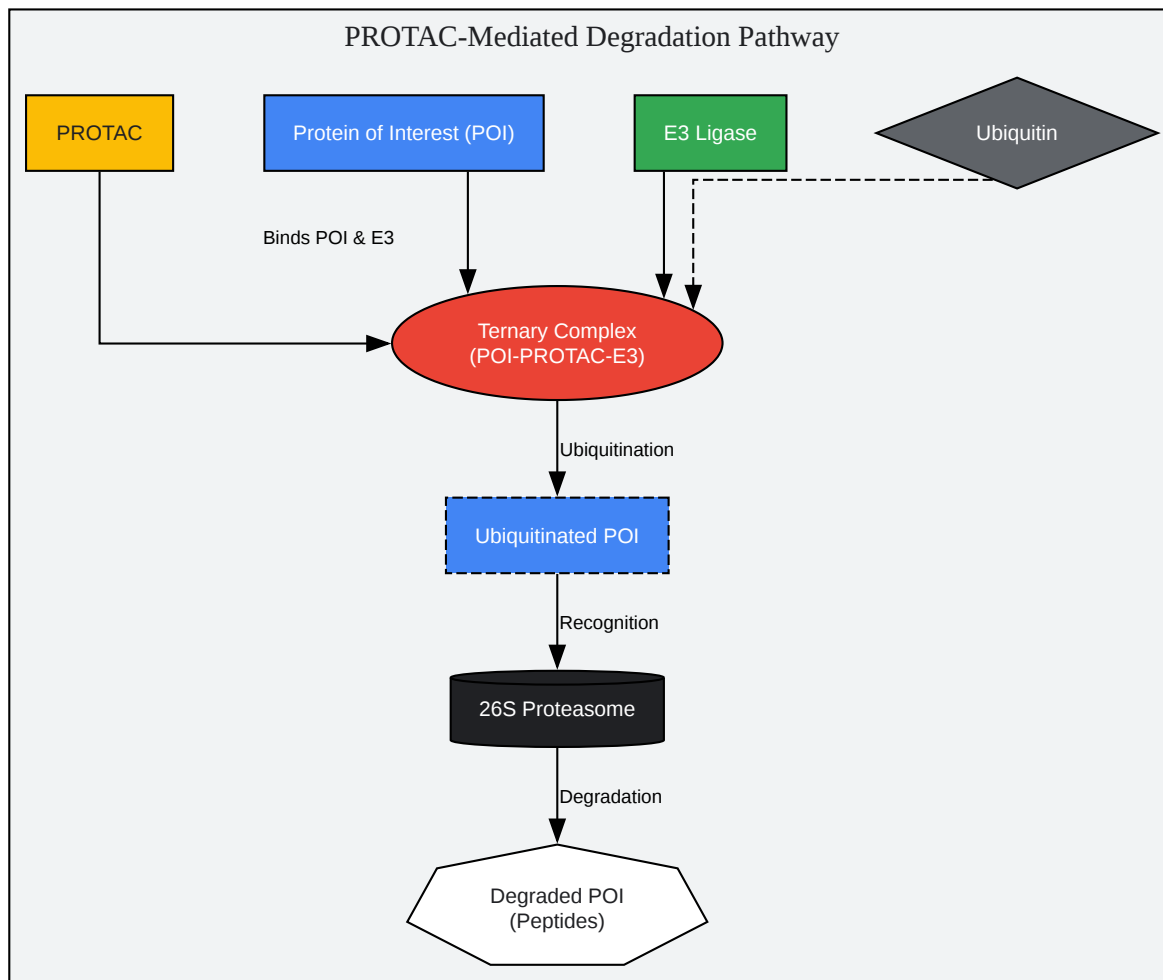 PROTAC-Mediated Degradation Pathway
PROTAC
Protein of Interest (POI)
E3 Ligase
Ubiquitin
Binds POI & E3
Ternary Complex
(POI-PROTAC-E3)
Ubiquitination
Ubiquitinated POI
Recognition
26S Proteasome
Degradation
Degraded POI
(Peptides)